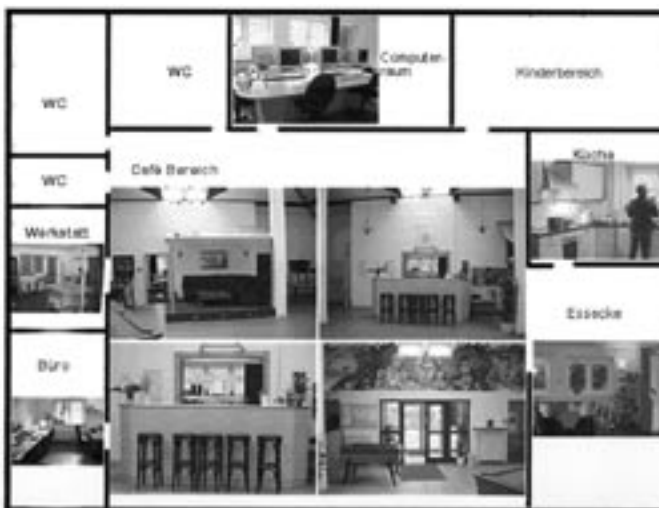 WC
WC
Computer-
raum
Kinderbereich
WC
Café Bereich
Küche
Werkstatt
Essecke
Büro